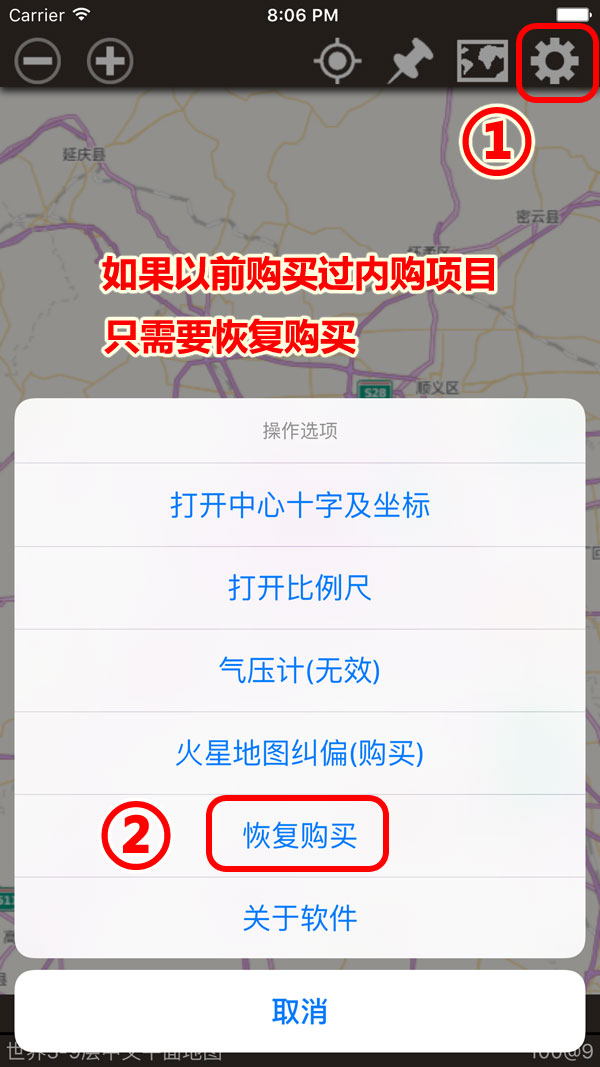 Carrier 8:06 PM
①
延庆县
密云县
怀柔区
如果以前购买过内购项目
只需要恢复购买
S28
顺义区
操作选项
打开中心十字及坐标
打开比例尺
气压计(无效)
火星地图纠偏(购买)
② 恢复购买
关于软件
取消
世界3-9层中文平面地图 100@9